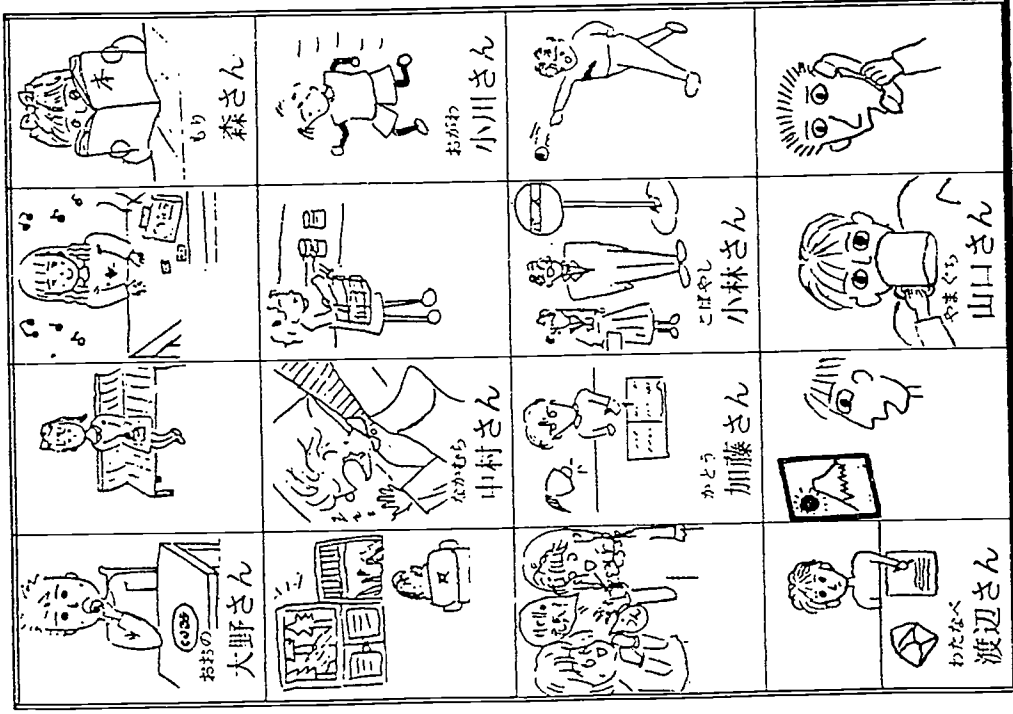 おおの
大野さん
本
もり
森さん
なかむら
中村さん
おがわ
小川さん
うん
かとう
加藤さん
こばやし
小林さん
わたなべ
渡辺さん
やまぐち
山口さん